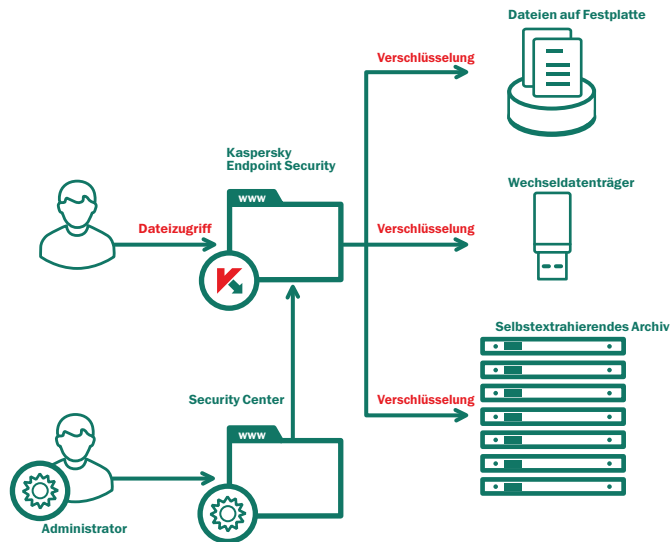 Dateien auf Festplatte
Verschlüsselung
Kaspersky
Endpoint Security
www
Wechseldatenträger
Dateizugriff
Verschlüsselung
Selbstextrahierendes Archiv
Security Center
Verschlüsselung
www
Administrator